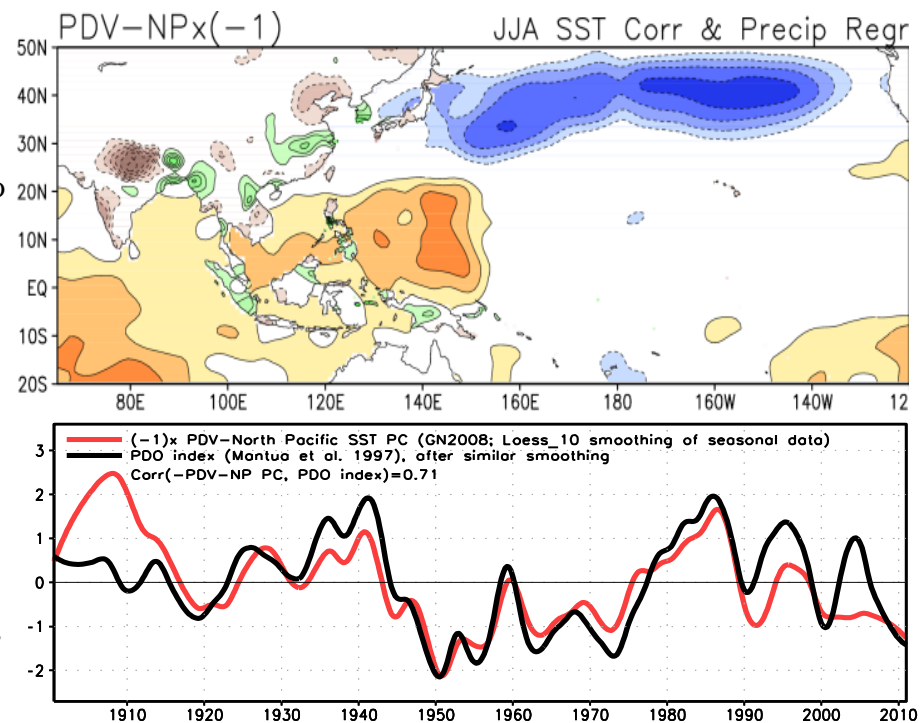 PDV-NPx(-1)
JJA SST Corr & Precip Regr
50N
40N
30N
20N
10N
EQ
10S
20S
80E 100E 120E 140E 160E 180 160W 140W 12
(-1)x PDV-North Pacific SST PC (GN2008; Loess_10 smoothing of seasonal data)
PDO index (Mantua et al. 1997), after similar smoothing
Corr(-PDV-NP PC, PDO index)=0.71
3
2
1
0
-1
-2
1910 1920 1930 1940 1950 1960 1970 1980 1990 2000 2010